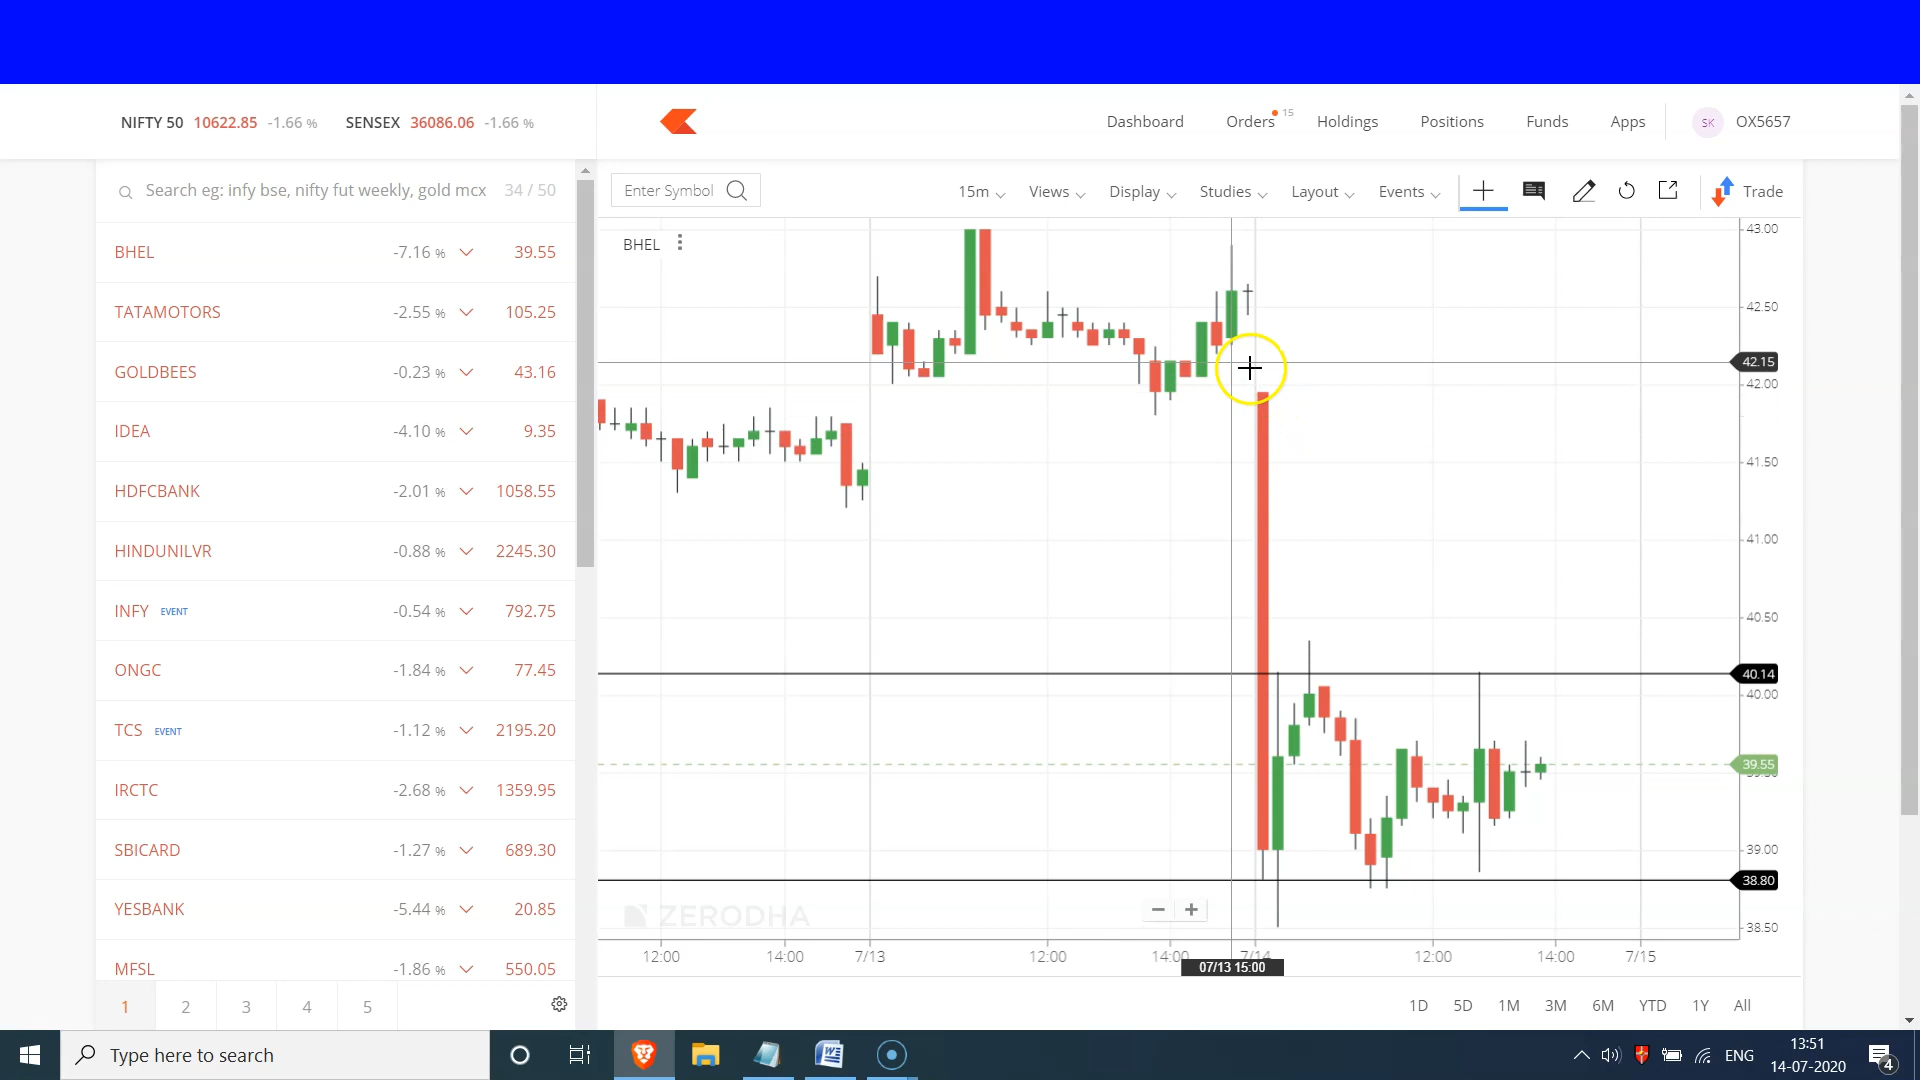 NIFTY 50 10622.85 -1.66 % SENSEX 36086.06 -1.66 %
Dashboard Orders 15 Holdings Positions Funds Apps SK OX5657
Search eg: infy bse, nifty fut weekly, gold mcx 34 / 50
Enter Symbol 15m Views Display Studies Layout Events Trade
BHEL -7.16 % 39.55
TATAMOTORS -2.55 % 105.25
GOLDBEES -0.23 % 43.16
IDEA -4.10 % 9.35
HDFCBANK -2.01 % 1058.55
HINDUNILVR -0.88 % 2245.30
INFY EVENT -0.54 % 792.75
ONGC -1.84 % 77.45
TCS EVENT -1.12 % 2195.20
IRCTC -2.68 % 1359.95
SBICARD -1.27 % 689.30
YESBANK -5.44 % 20.85
MFSL -1.86 % 550.05
1 2 3 4 5
BHEL
43.00
42.50
42.15
42.00
41.50
41.00
40.50
40.14
40.00
39.55
39.50
39.00
38.80
38.50
ZERODHA
12:00 14:00 7/13 12:00 14:00 7/14 12:00 14:00 7/15
07/13 15:00
1D 5D 1M 3M 6M YTD 1Y All
Type here to search
ENG
13:51
14-07-2020
4